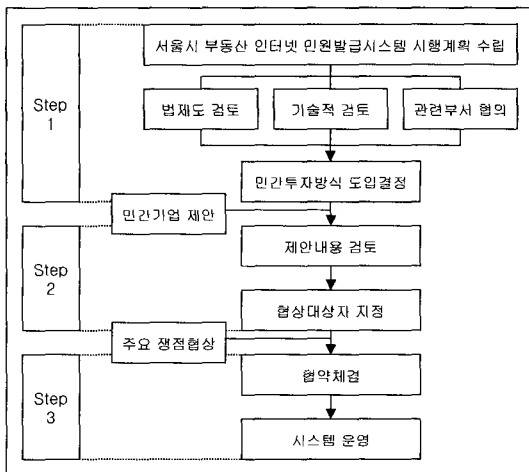 서울시 부동산 인터넷 민원발급시스템 시행계획 수립
Step
1
법제도 검토
기술적 검토
관련부서 협의
민간투자방식 도입결정
민간기업 제안
Step
2
제안내용 검토
협상대상자 지정
주요 쟁점협상
Step
3
협약체결
시스템 운영